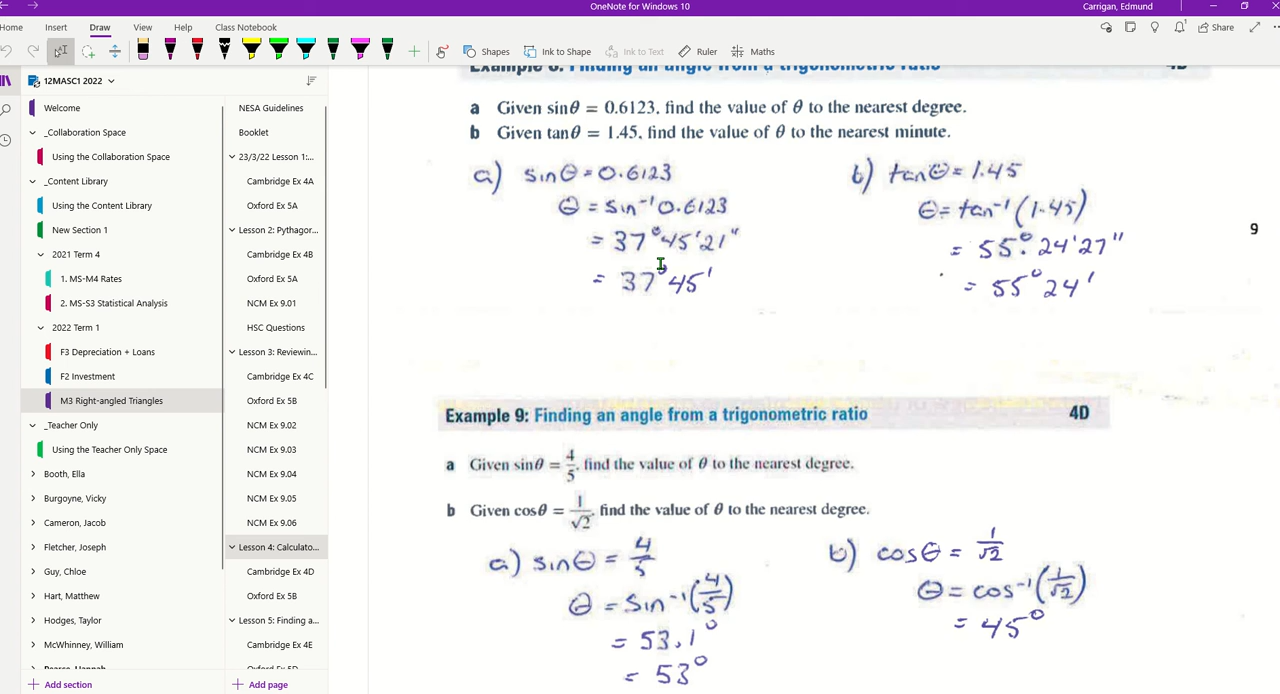 OneNote for Windows 10
Carrigan, Edmund
Home Insert Draw View Help Class Notebook
Shapes Ink to Shape Ink to Text Ruler Maths
Share
12MASC1 2022
Welcome
_Collaboration Space
Using the Collaboration Space
_Content Library
Using the Content Library
New Section 1
2021 Term 4
1. MS-M4 Rates
2. MS-S3 Statistical Analysis
2022 Term 1
F3 Depreciation + Loans
F2 Investment
M3 Right-angled Triangles
_Teacher Only
Using the Teacher Only Space
Booth, Ella
Burgoyne, Vicky
Cameron, Jacob
Fletcher, Joseph
Guy, Chloe
Hart, Matthew
Hodges, Taylor
McWhinney, William
Pearce, Hannah
Add section
NESA Guidelines
Booklet
23/3/22 Lesson 1:...
Cambridge Ex 4A
Oxford Ex 5A
Lesson 2: Pythagor...
Cambridge Ex 4B
Oxford Ex 5A
NCM Ex 9.01
HSC Questions
Lesson 3: Reviewin...
Cambridge Ex 4C
Oxford Ex 5B
NCM Ex 9.02
NCM Ex 9.03
NCM Ex 9.04
NCM Ex 9.05
NCM Ex 9.06
Lesson 4: Calculato...
Cambridge Ex 4D
Oxford Ex 5B
Lesson 5: Finding a...
Cambridge Ex 4E
Oxford Ex 5D
Add page
Finding an angle from a trigonometric ratio 4D
a Given sinθ = 0.6123, find the value of θ to the nearest degree.
b Given tanθ = 1.45, find the value of θ to the nearest minute.
a) sinθ = 0.6123
θ = sin⁻¹ 0.6123
= 37°45'21"
= 37°45'
b) tanθ = 1.45
θ = tan⁻¹(1.45)
= 55°24'27"
= 55°24'
9
Example 9: Finding an angle from a trigonometric ratio 4D
a Given sinθ = 4/5, find the value of θ to the nearest degree.
b Given cosθ = 1/√2, find the value of θ to the nearest degree.
a) sinθ = 4/5
θ = sin⁻¹(4/5)
= 53.1°
= 53°
b) cosθ = 1/√2
θ = cos⁻¹(1/√2)
= 45°